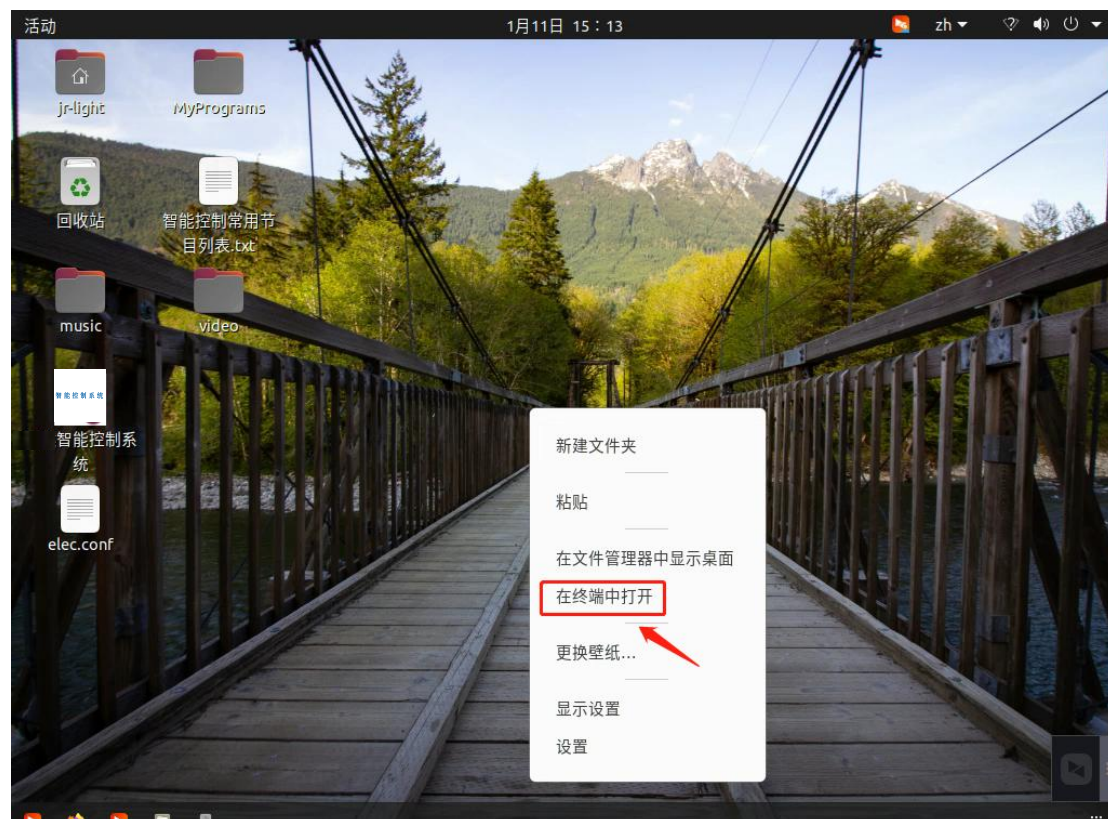 活动
1月11日 15：13
zh
jr-light
MyPrograms
回收站
智能控制常用节
目列表.txt
music
video
智能控制系统
智能控制系
统
elec.conf
新建文件夹
粘贴
在文件管理器中显示桌面
在终端中打开
更换壁纸…
显示设置
设置